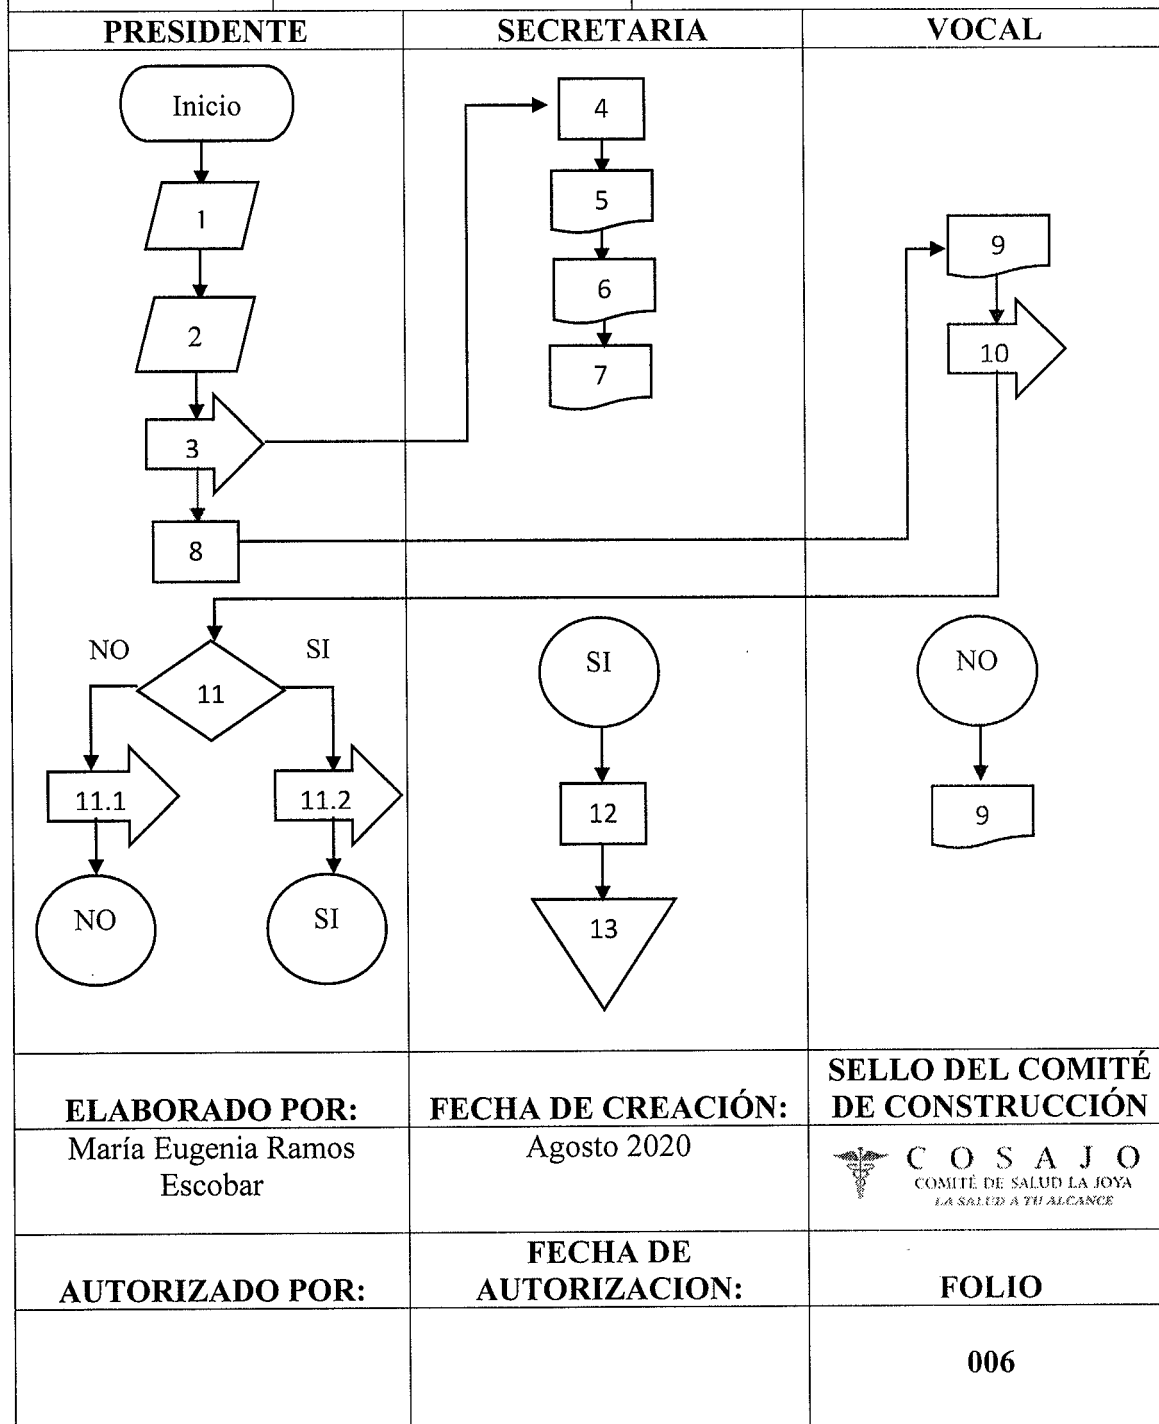 PRESIDENTE
SECRETARIA
VOCAL
Inicio
1
2
3
8
4
5
6
7
9
10
NO
SI
11
11.1
11.2
NO
SI
SI
12
13
NO
9
ELABORADO POR:
FECHA DE CREACIÓN:
SELLO DEL COMITÉ
DE CONSTRUCCIÓN
María Eugenia Ramos
Escobar
Agosto 2020
COSAJO
COMITÉ DE SALUD LA JOYA
LA SALUD A TU ALCANCE
AUTORIZADO POR:
FECHA DE
AUTORIZACION:
FOLIO
006